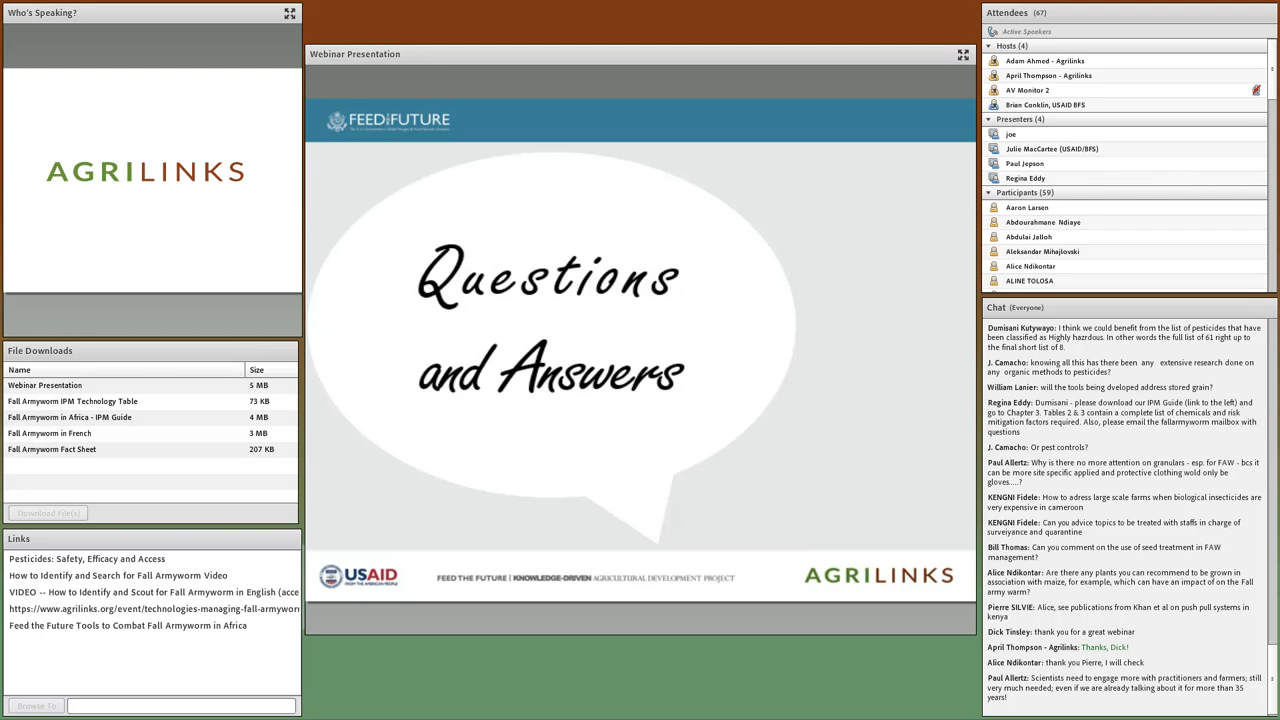 Who's Speaking?
AGRILINKS
File Downloads
Name Size
Webinar Presentation 5 MB
Fall Armyworm IPM Technology Table 73 KB
Fall Armyworm in Africa - IPM Guide 4 MB
Fall Armyworm in French 3 MB
Fall Armyworm Fact Sheet 207 KB
Download File(s)
Links
Pesticides: Safety, Efficacy and Access
How to Identify and Search for Fall Armyworm Video
VIDEO -- How to Identify and Scout for Fall Armyworm in English (acce
https://www.agrilinks.org/event/technologies-managing-fall-armywor
Feed the Future Tools to Combat Fall Armyworm in Africa
Browse To
Webinar Presentation
FEED THE FUTURE
Questions
and Answers
USAID
FROM THE AMERICAN PEOPLE
FEED THE FUTURE | KNOWLEDGE-DRIVEN AGRICULTURAL DEVELOPMENT PROJECT
AGRILINKS
Attendees (67)
Active Speakers
Hosts (4)
Adam Ahmed - Agrilinks
April Thompson - Agrilinks
AV Monitor 2
Brian Conklin, USAID BFS
Presenters (4)
joe
Julie MacCartee (USAID/BFS)
Paul Jepson
Regina Eddy
Participants (59)
Aaron Larsen
Abdourahmane Ndiaye
Abdulai Jalloh
Aleksandar Mihajlovski
Alice Ndikontar
ALINE TOLOSA
Chat (Everyone)
Dumisani Kutywayo: I think we could benefit from the list of pesticides that have
been classified as Highly hazrdous. In other words the full list of 61 right up to
the final short list of 8.
J. Camacho: knowing all this has there been any extensive research done on
any organic methods to pesticides?
William Lanier: will the tools being dveloped address stored grain?
Regina Eddy: Dumisani - please download our IPM Guide (link to the left) and
go to Chapter 3. Tables 2 & 3 contain a complete list of chemicals and risk
mitigation factors required. Also, please email the fallarmyworm mailbox with
questions
J. Camacho: Or pest controls?
Paul Allertz: Why is there no more attention on granulars - esp. for FAW - bcs it
can be more site specific applied and protective clothing wold only be
gloves.....?
KENGNI Fidele: How to adress large scale farms when biological insecticides are
very expensive in cameroon
KENGNI Fidele: Can you advice topics to be treated with staffs in charge of
surveiyance and quarantine
Bill Thomas: Can you comment on the use of seed treatment in FAW
management?
Alice Ndikontar: Are there any plants you can recommend to be grown in
association with maize, for example, which can have an impact of on the Fall
army warm?
Pierre SILVIE: Alice, see publications from Khan et al on push pull systems in
kenya
Dick Tinsley: thank you for a great webinar
April Thompson - Agrilinks: Thanks, Dick!
Alice Ndikontar: thank you Pierre, I will check
Paul Allertz: Scientists need to engage more with practitioners and farmers; still
very much needed; even if we are already talking about it for more than 35
years!